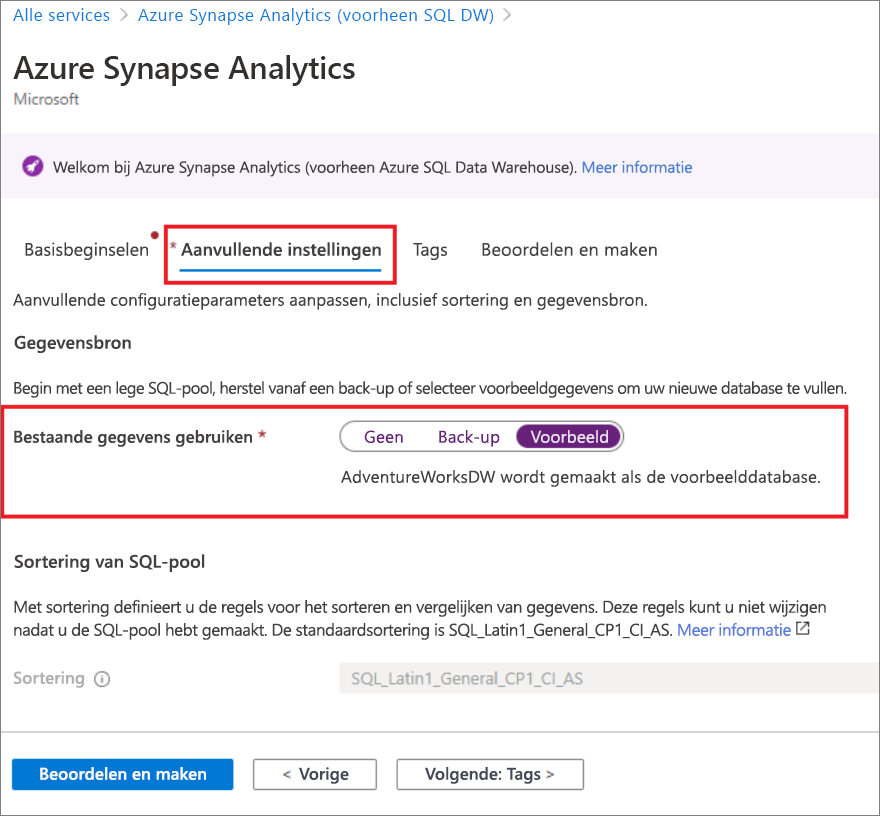 Alle services > Azure Synapse Analytics (voorheen SQL DW) >
Azure Synapse Analytics
Microsoft
Welkom bij Azure Synapse Analytics (voorheen Azure SQL Data Warehouse). Meer informatie
Basisbeginselen * Aanvullende instellingen Tags Beoordelen en maken
Aanvullende configuratieparameters aanpassen, inclusief sortering en gegevensbron.
Gegevensbron
Begin met een lege SQL-pool, herstel vanaf een back-up of selecteer voorbeeldgegevens om uw nieuwe database te vullen.
Bestaande gegevens gebruiken * Geen Back-up Voorbeeld
AdventureWorksDW wordt gemaakt als de voorbeelddatabase.
Sortering van SQL-pool
Met sortering definieert u de regels voor het sorteren en vergelijken van gegevens. Deze regels kunt u niet wijzigen
nadat u de SQL-pool hebt gemaakt. De standaardsortering is SQL_Latin1_General_CP1_CI_AS. Meer informatie
Sortering SQL_Latin1_General_CP1_CI_AS
Beoordelen en maken < Vorige Volgende: Tags >